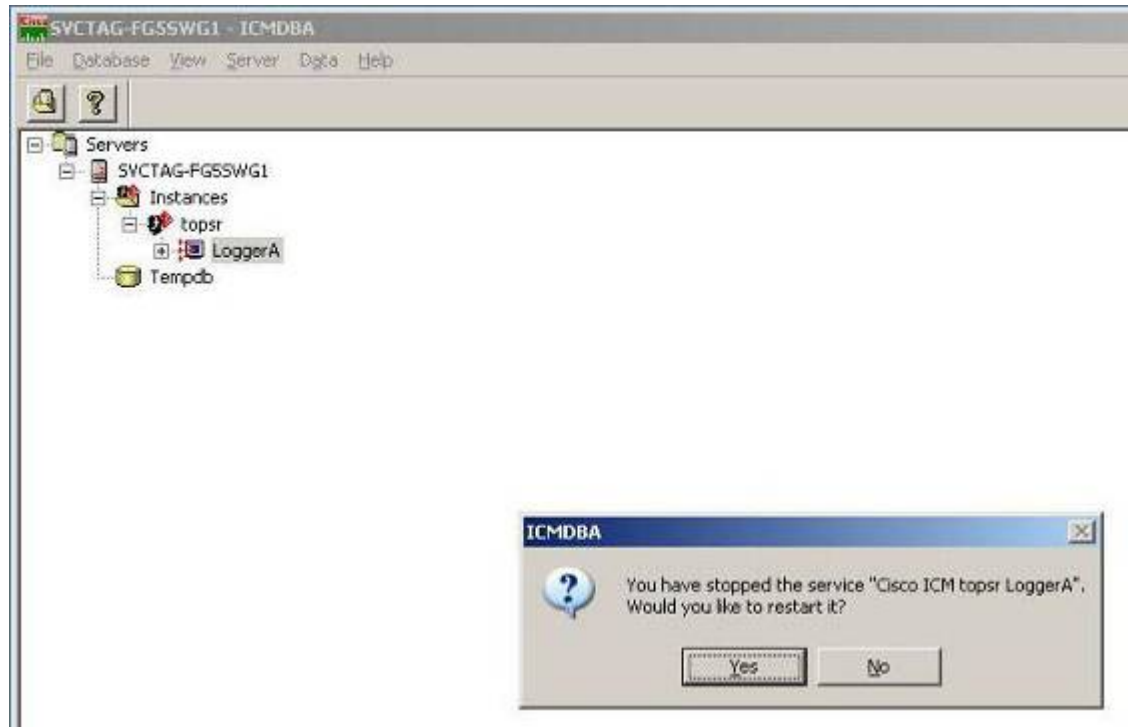 SVCTAG-FG5SWG1 - ICMDBA
File Database View Server Data Help
Servers
SVCTAG-FG5SWG1
Instances
topsr
LoggerA
Tempdb
ICMDBA
You have stopped the service "Cisco ICM topsr LoggerA".
Would you like to restart it?
Yes No